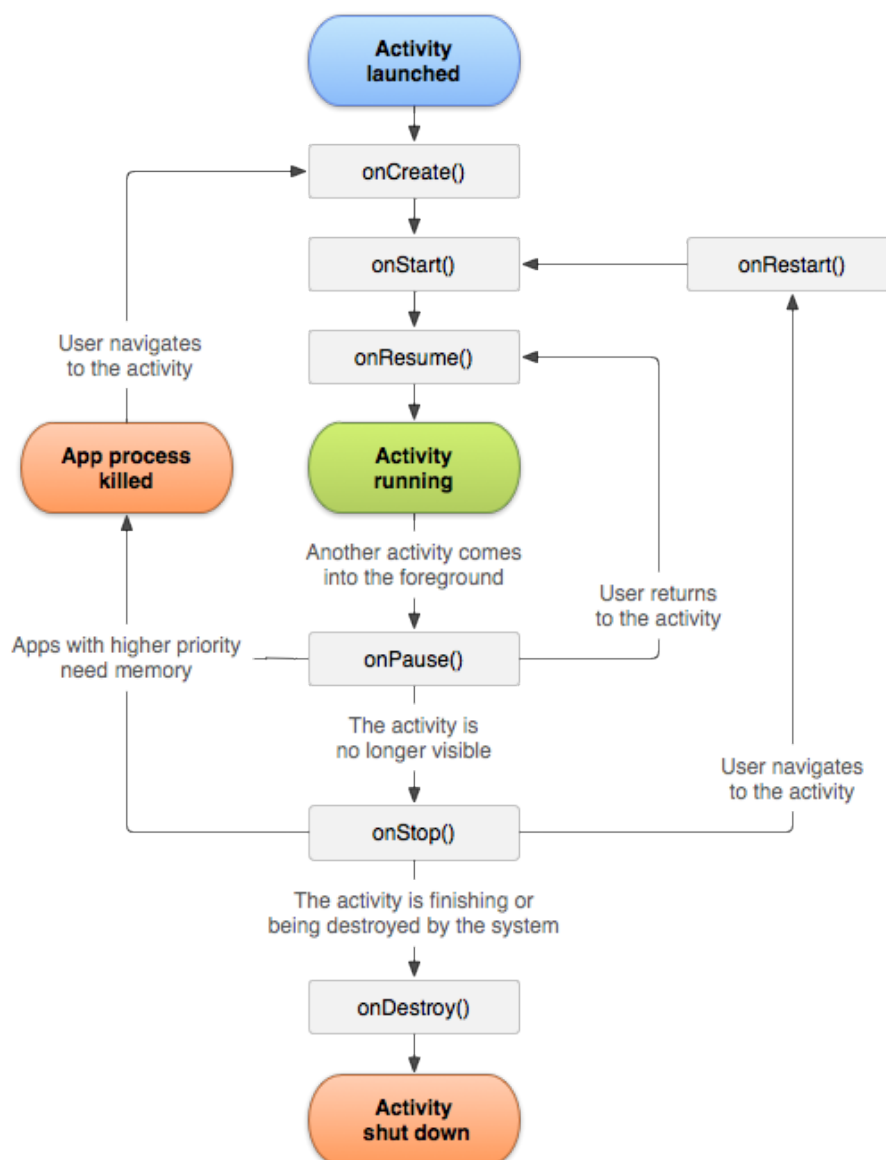 Activity
launched
onCreate()
onStart()
onRestart()
User navigates
to the activity
onResume()
App process
killed
Activity
running
Another activity comes
into the foreground
User returns
to the activity
Apps with higher priority
need memory
onPause()
The activity is
no longer visible
User navigates
to the activity
onStop()
The activity is finishing or
being destroyed by the system
onDestroy()
Activity
shut down